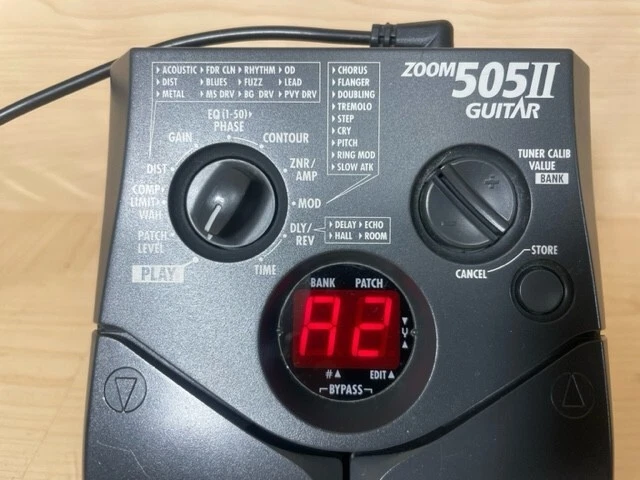 ▸ACOUSTIC ▸FDR CLN ▸RHYTHM ▸OD
▸DIST ▸BLUES ▸FUZZ ▸LEAD
▸METAL ▸MS DRV ▸BG DRV ▸PVY DRV
▸CHORUS
▸FLANGER
▸DOUBLING
▸TREMOLO
▸STEP
▸CRY
▸PITCH
▸RING MOD
▸SLOW ATK
ZOOM 505II
GUITAR
EQ (1-50)▸
PHASE
GAIN
CONTOUR
DIST
ZNR/
AMP
COMP
LIMIT
WAH
MOD
PATCH
LEVEL
DLY/
REV
▸DELAY ▸ECHO
▸HALL ▸ROOM
PLAY
TIME
TUNER CALIB
VALUE
BANK
STORE
CANCEL
BANK PATCH
A2
#▲ EDIT▲
BYPASS